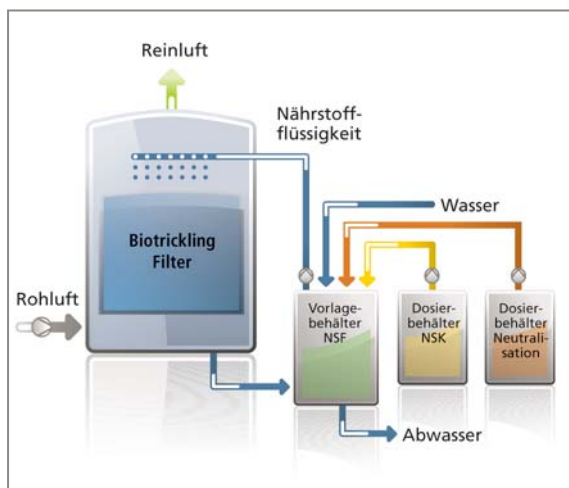 Reinluft
Nährstoff-
flüssigkeit
Wasser
Biotrickling
Filter
Rohluft
Vorlage-
behälter
NSF
Dosier-
behälter
NSK
Dosier-
behälter
Neutrali-
sation
Abwasser